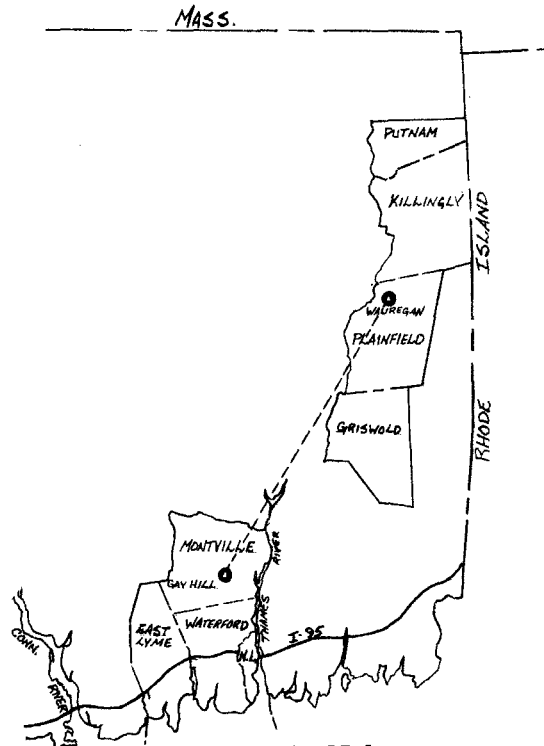 MASS.
PUTNAM
KILLINGLY
ISLAND
WAUREGAN
PLAINFIELD
RHODE
GRISWOLD
MONTVILLE
RIVER
GAY HILL
THAMES
WATERFORD
EAST
LYME
I-95
N.L.
CONN.
RIVER